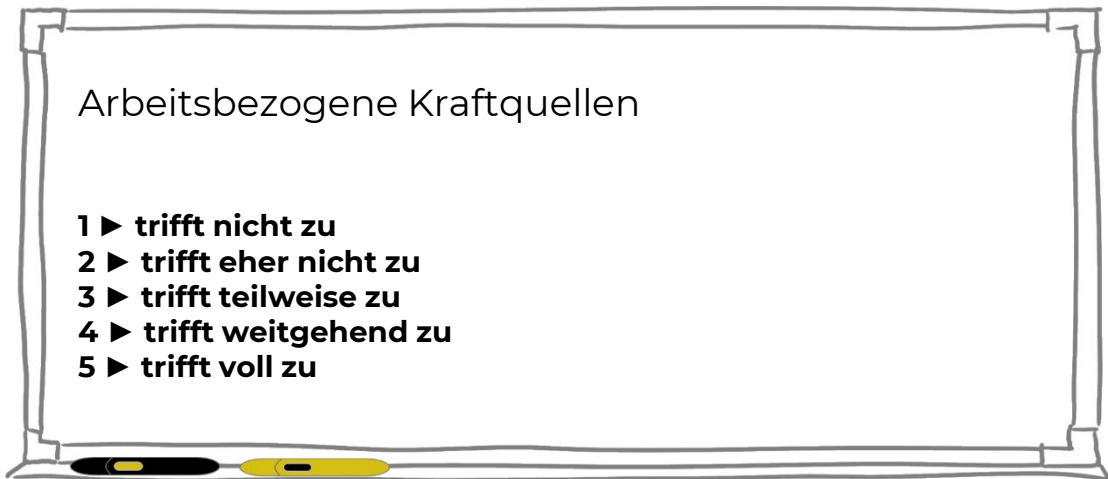 Arbeitsbezogene Kraftquellen
1 ► trifft nicht zu
2 ► trifft eher nicht zu
3 ► trifft teilweise zu
4 ► trifft weitgehend zu
5 ► trifft voll zu